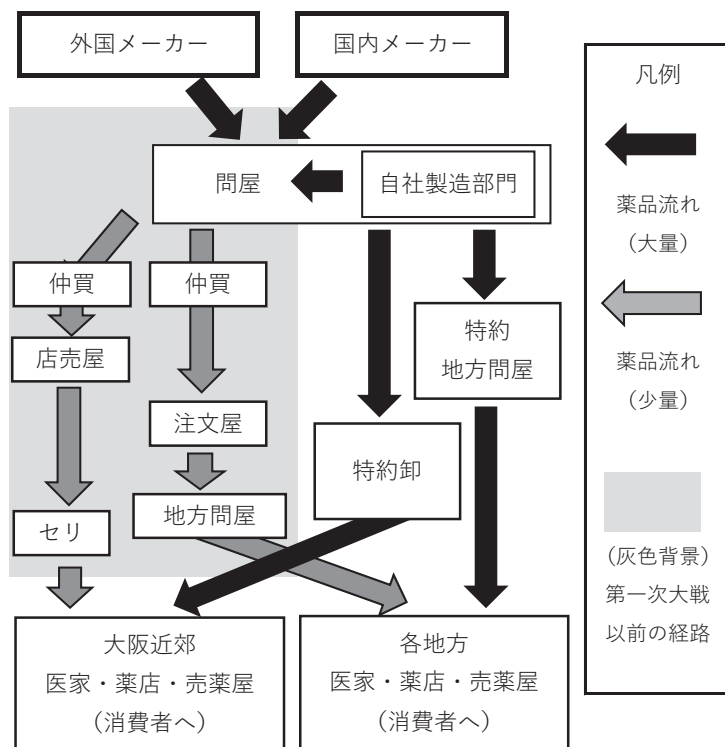 外国メーカー
国内メーカー
問屋
自社製造部門
仲買
仲買
店売屋
特約
地方問屋
注文屋
特約卸
セリ
地方問屋
大阪近郊
医家・薬店・売薬屋
(消費者へ)
各地方
医家・薬店・売薬屋
(消費者へ)
凡例
薬品流れ
(大量)
薬品流れ
(少量)
(灰色背景)
第一次大戦
以前の経路